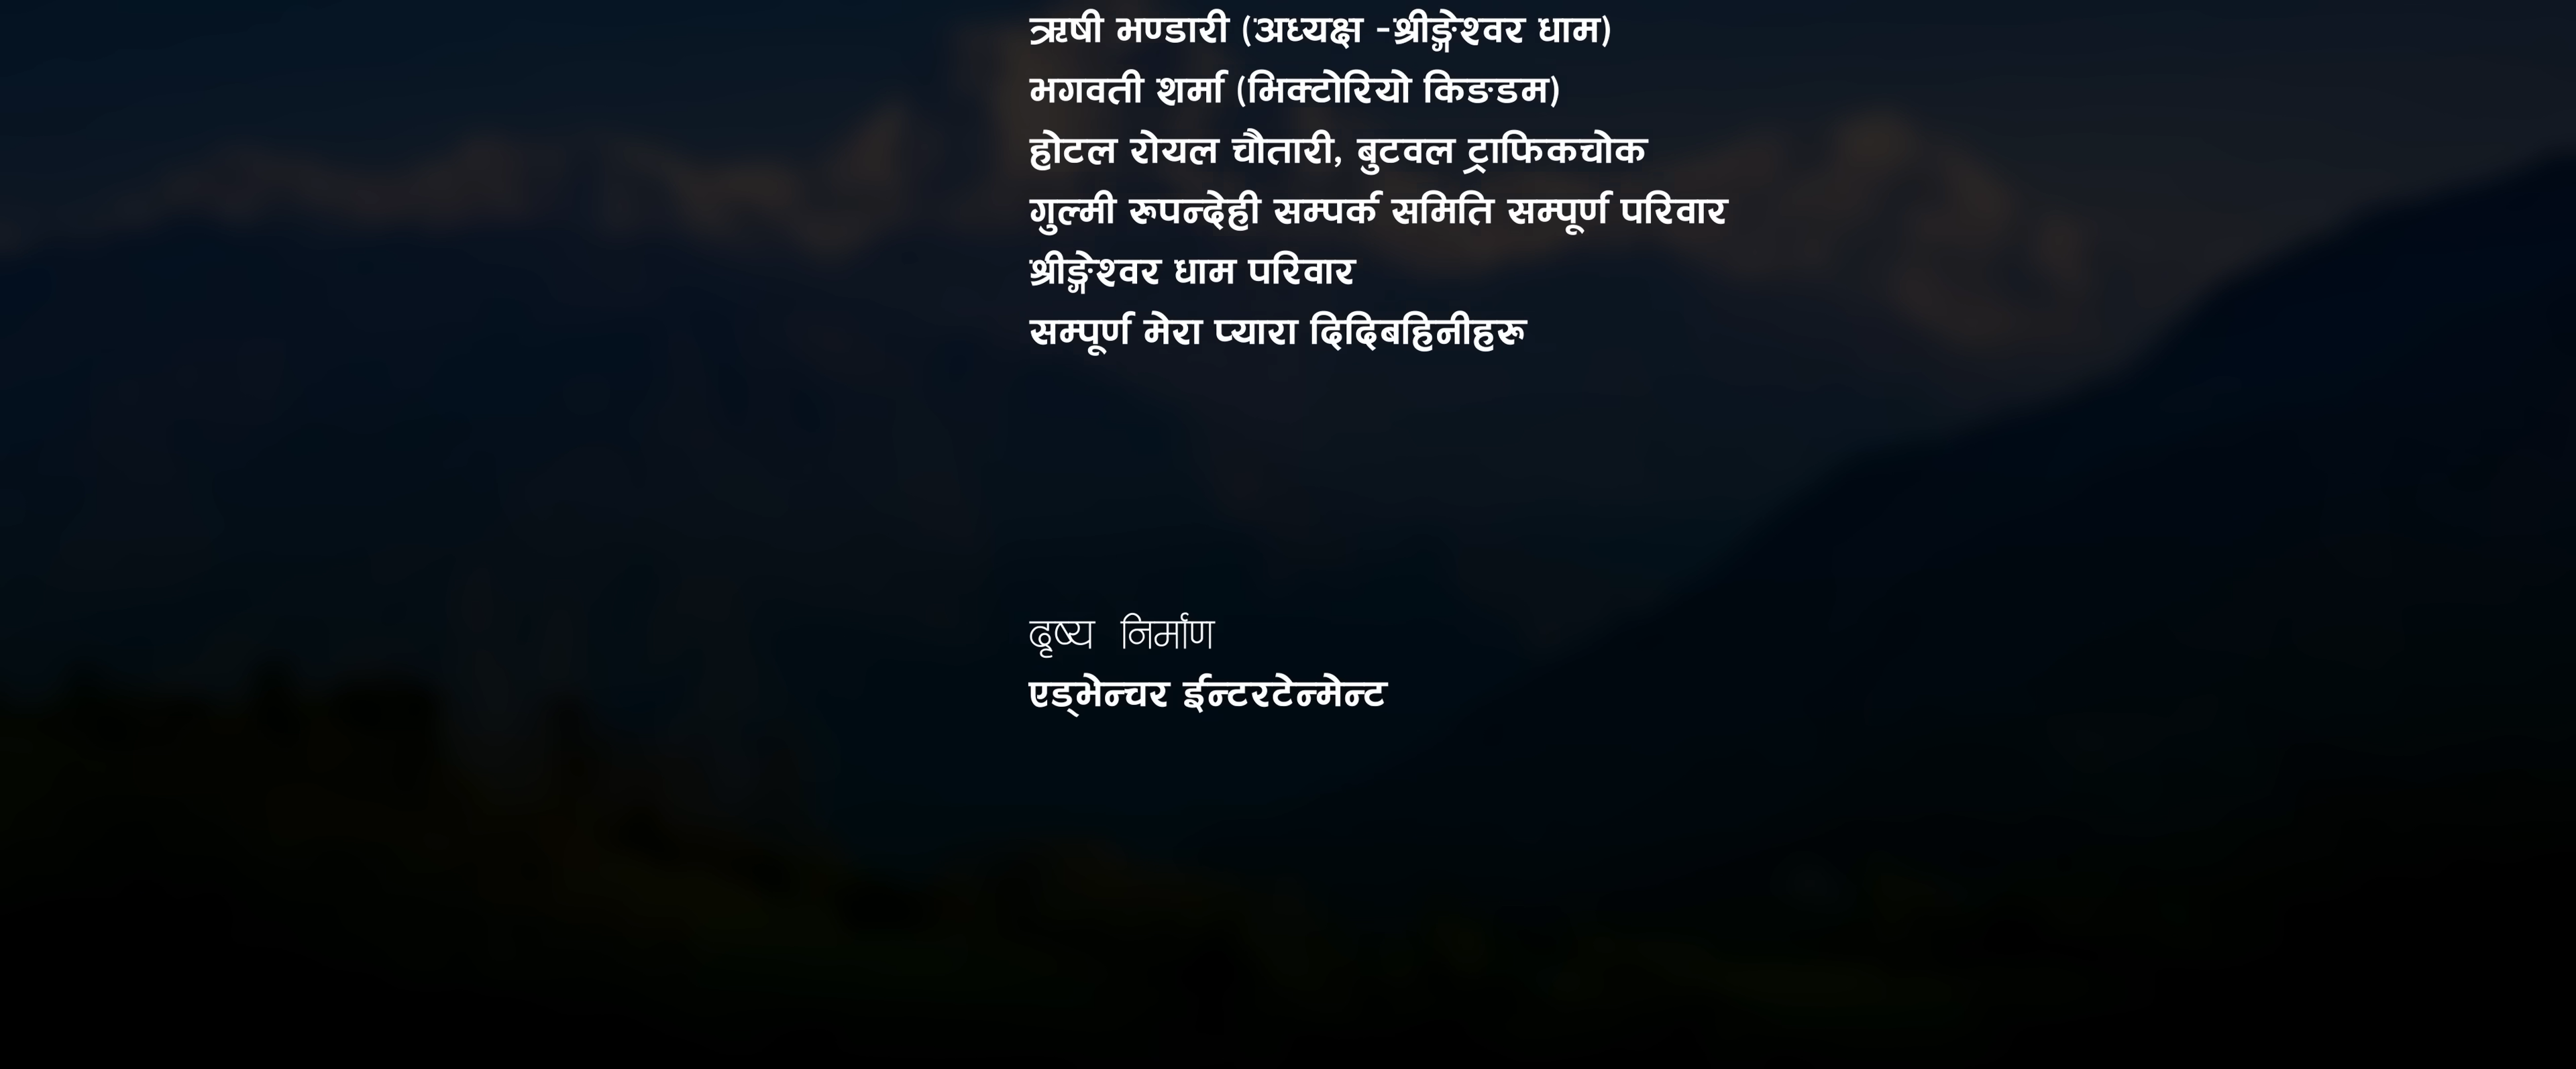 ऋषी भण्डारी (अध्यक्ष -श्रीङ्गेश्वर धाम)
भगवती शर्मा (भिक्टोरियो किङडम)
होटल रोयल चौतारी, बुटवल ट्राफिकचोक
गुल्मी रुपन्देही सम्पर्क समिति सम्पूर्ण परिवार
श्रीङ्गेश्वर धाम परिवार
सम्पूर्ण मेरा प्यारा दिदिबहिनीहरू
दृष्य निर्माण
एड्भेन्चर ईन्टरटेन्मेन्ट